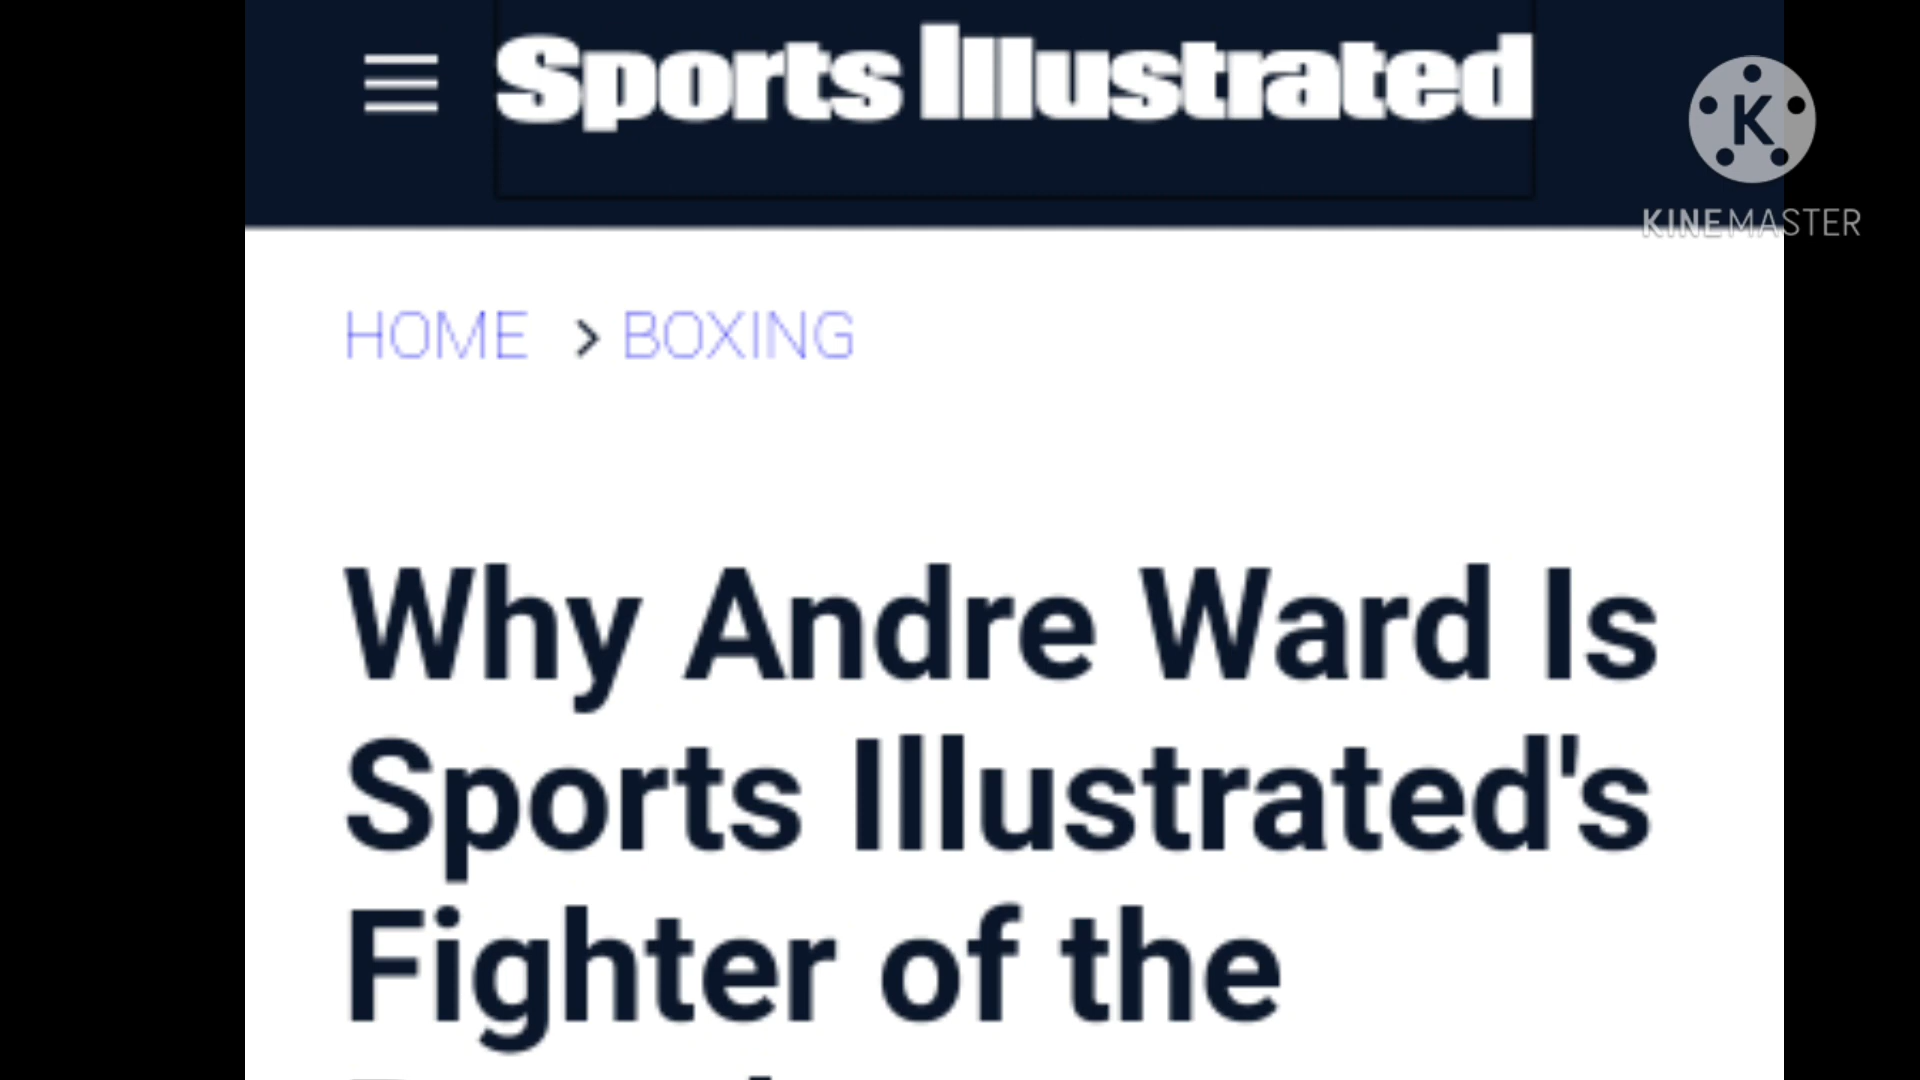 Sports Illustrated
K
KINEMASTER
HOME > BOXING
Why Andre Ward Is
Sports Illustrated's
Fighter of the